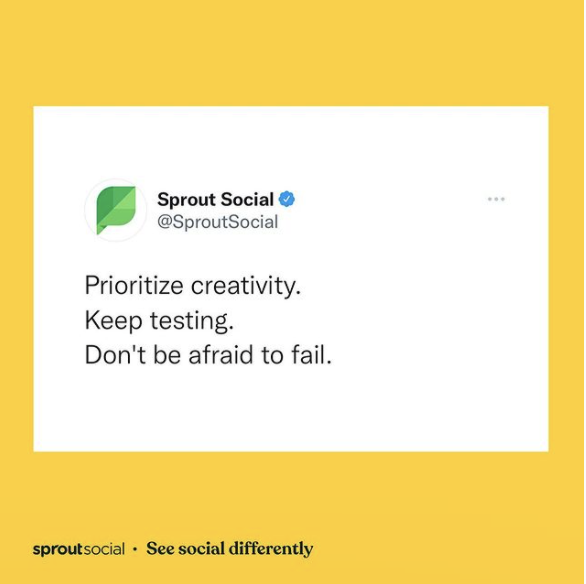 Sprout Social
@SproutSocial
Prioritize creativity.
Keep testing.
Don't be afraid to fail.
sproutsocial • See social differently